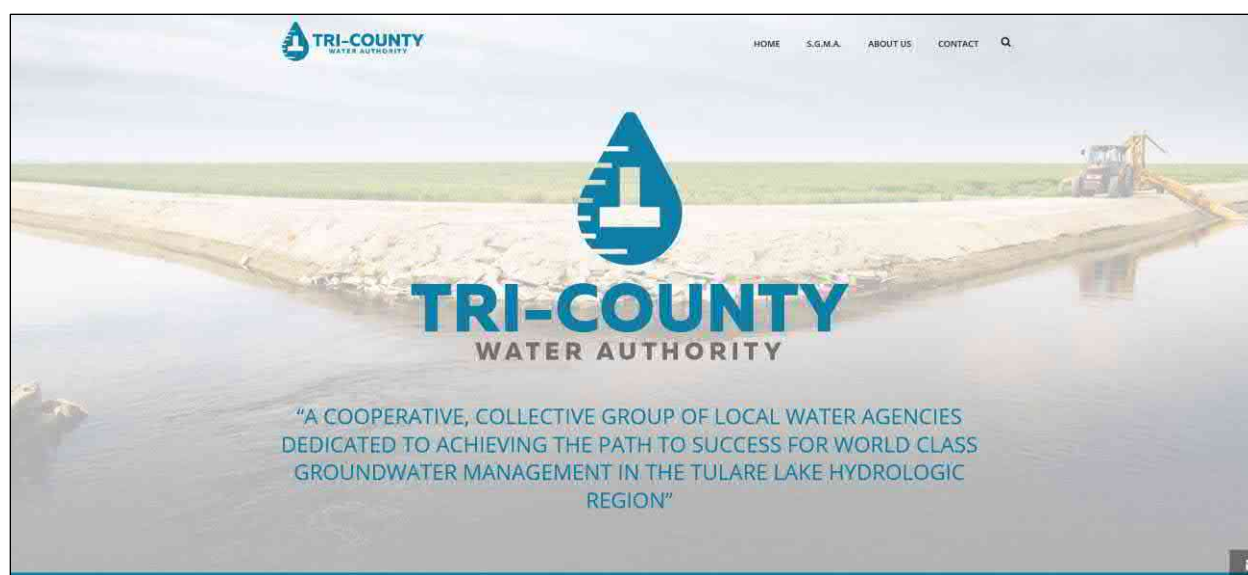 TRI-COUNTY
WATER AUTHORITY
HOME S.G.M.A. ABOUT US CONTACT
TRI-COUNTY
WATER AUTHORITY
“A COOPERATIVE, COLLECTIVE GROUP OF LOCAL WATER AGENCIES
DEDICATED TO ACHIEVING THE PATH TO SUCCESS FOR WORLD CLASS
GROUNDWATER MANAGEMENT IN THE TULARE LAKE HYDROLOGIC
REGION”